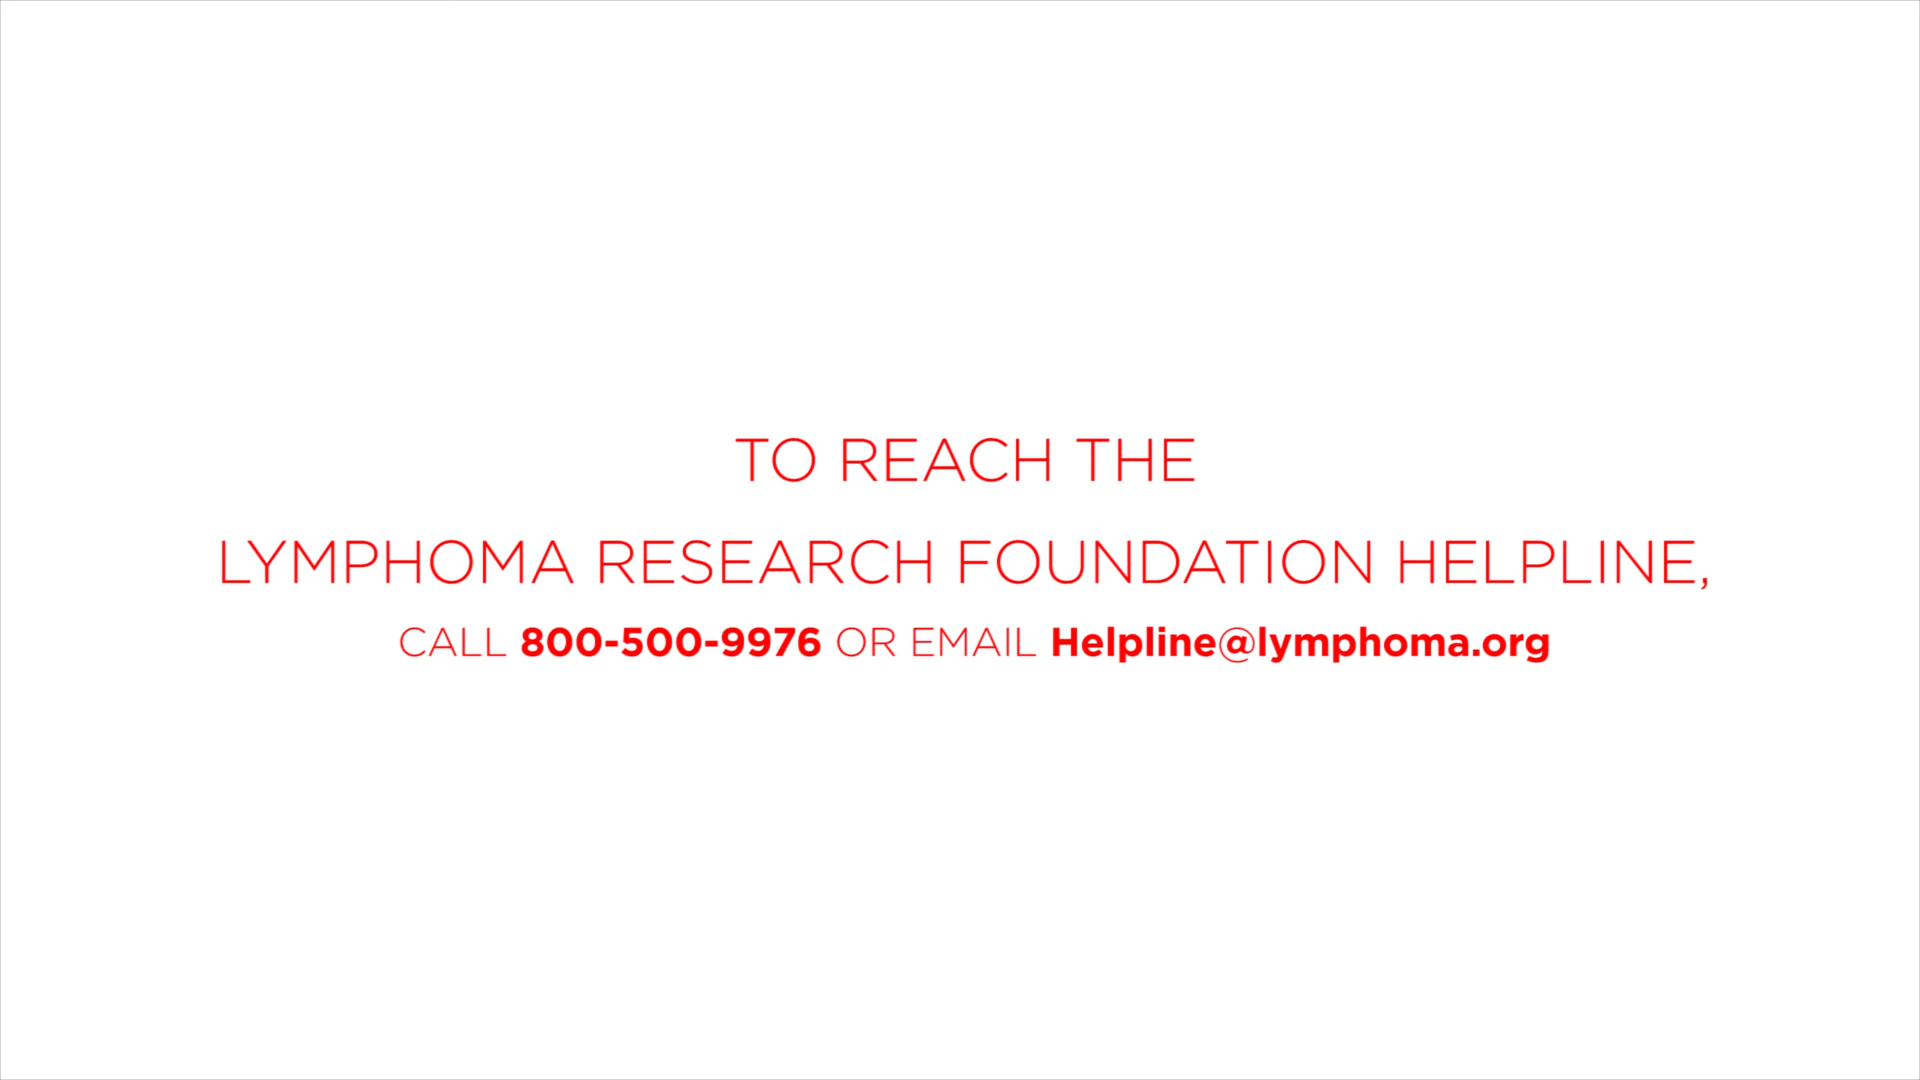 TO REACH THE
LYMPHOMA RESEARCH FOUNDATION HELPLINE,
CALL 800-500-9976 OR EMAIL Helpline@lymphoma.org